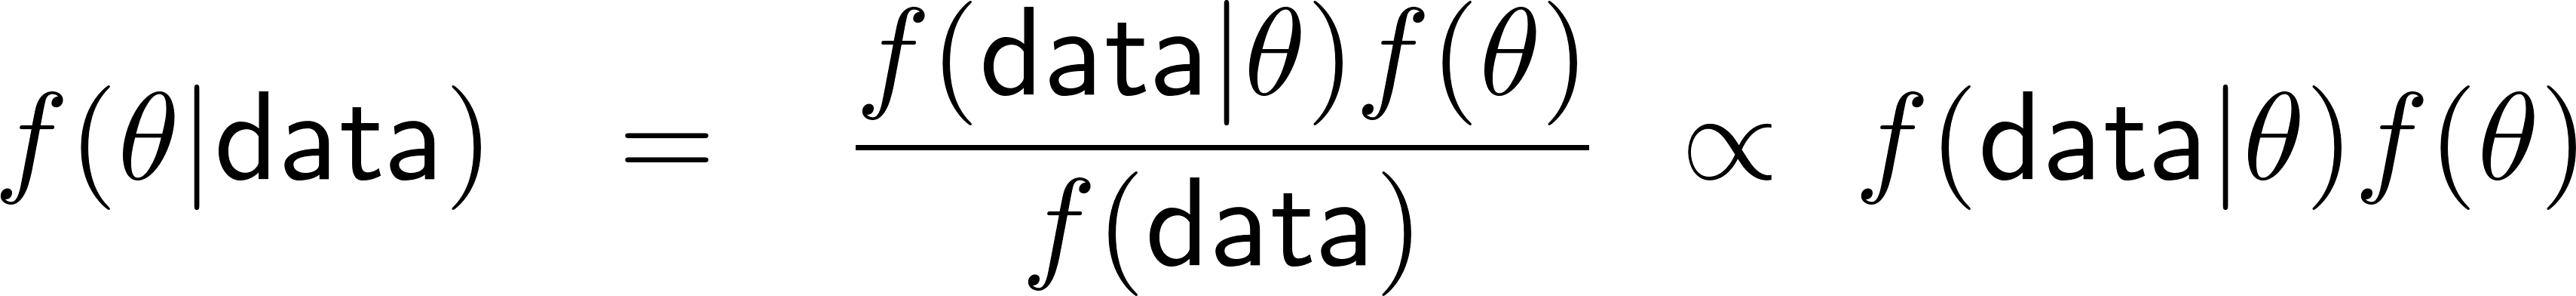 f(θ|data) = f(data|θ)f(θ) / f(data) ∝ f(data|θ)f(θ)